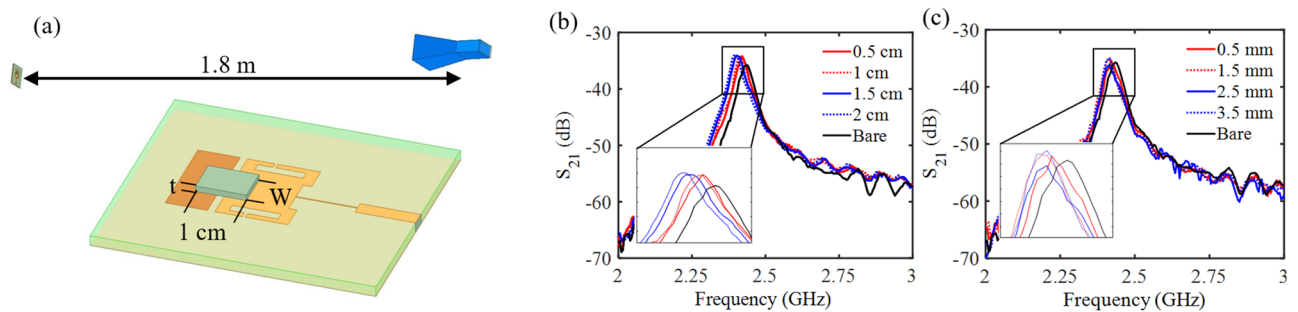 (a)
1.8 m
t
W
1 cm
(b)
-30
-40
-50
-60
-70
S21 (dB)
0.5 cm
1 cm
1.5 cm
2 cm
Bare
2
2.25
2.5
2.75
3
Frequency (GHz)
(c)
-30
-40
-50
-60
-70
S21 (dB)
0.5 mm
1.5 mm
2.5 mm
3.5 mm
Bare
2
2.25
2.5
2.75
3
Frequency (GHz)